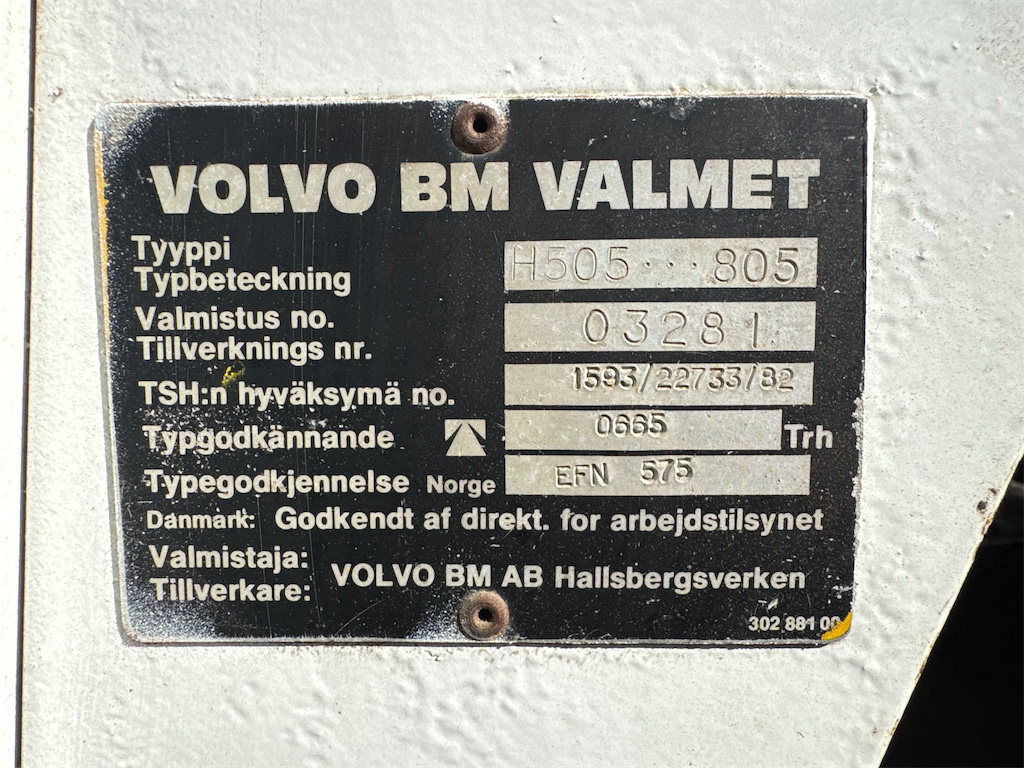 VOLVO BM VALMET
Tyyppi
Typbeteckning
H505···805
Valmistus no.
Tillverknings nr.
03281
TSH:n hyväksymä no.
1593/22733/82
Typgodkännande
0665
Trh
Typegodkjennelse Norge
EFN 575
Danmark: Godkendt af direkt. for arbejdstilsynet
Valmistaja:
Tillverkare:
VOLVO BM AB Hallsbergsverken
302 881 00